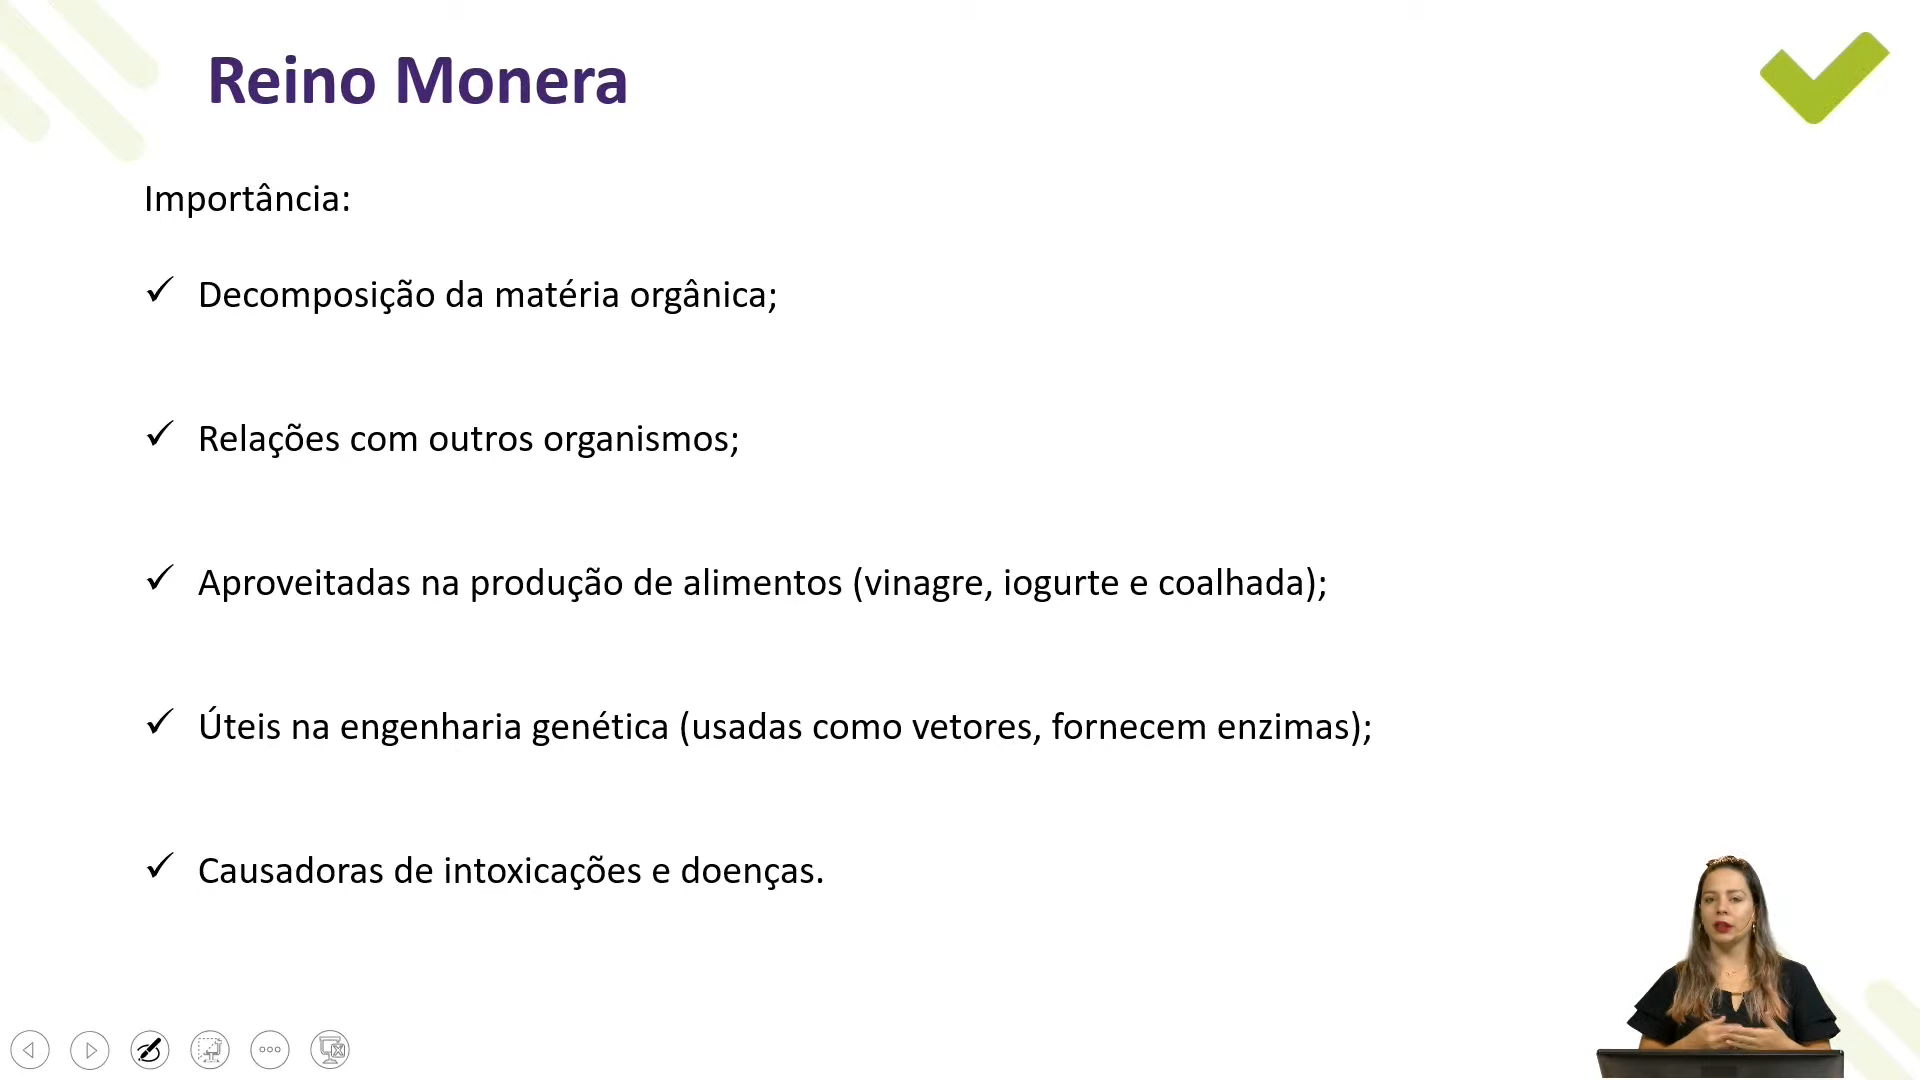 Reino Monera
Importância:
✓ Decomposição da matéria orgânica;
✓ Relações com outros organismos;
✓ Aproveitadas na produção de alimentos (vinagre, iogurte e coalhada);
✓ Úteis na engenharia genética (usadas como vetores, fornecem enzimas);
✓ Causadoras de intoxicações e doenças.